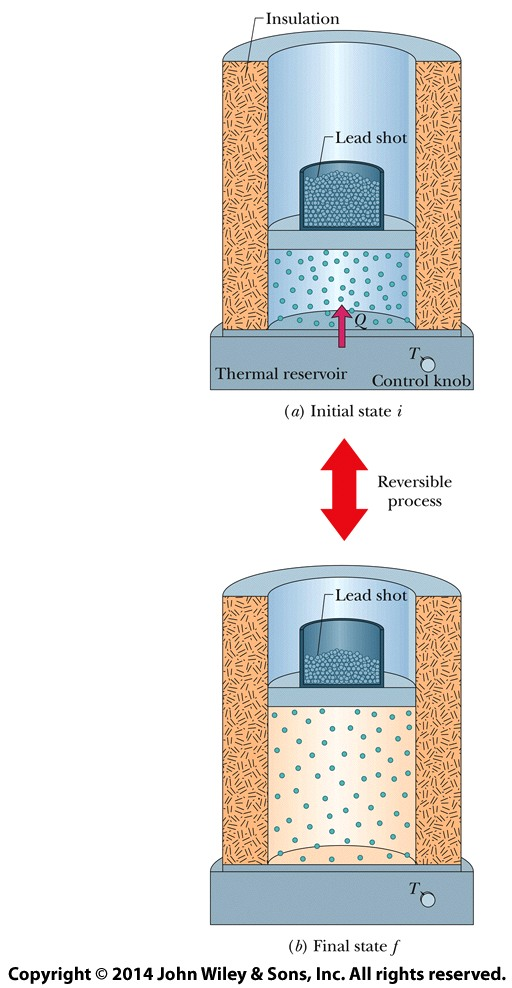 Insulation
Lead shot
Q
T
Thermal reservoir
Control knob
(a) Initial state i
Reversible
process
Lead shot
T
(b) Final state f
Copyright © 2014 John Wiley & Sons, Inc. All rights reserved.